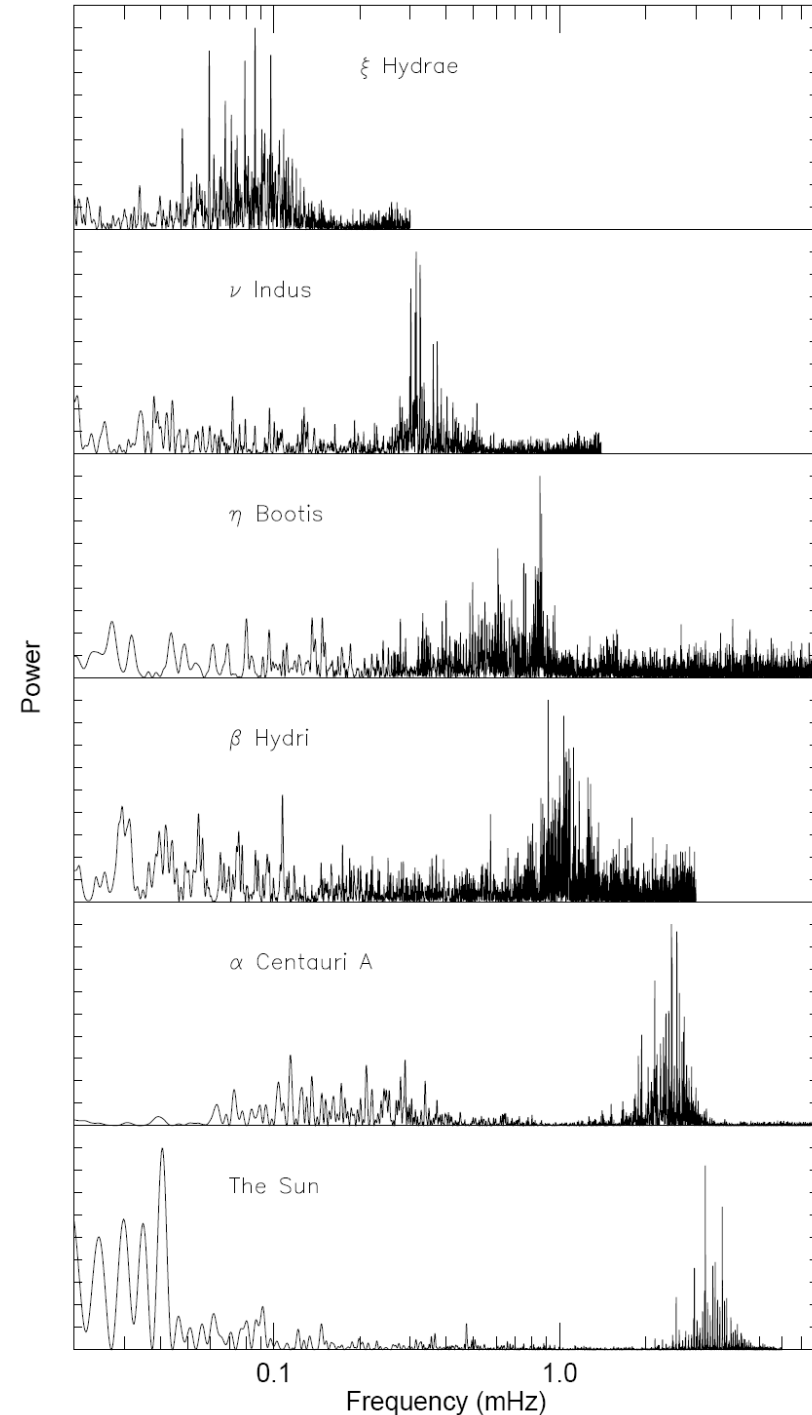 ξ Hydrae
ν Indus
η Bootis
Power
β Hydri
α Centauri A
The Sun
0.1 1.0
Frequency (mHz)